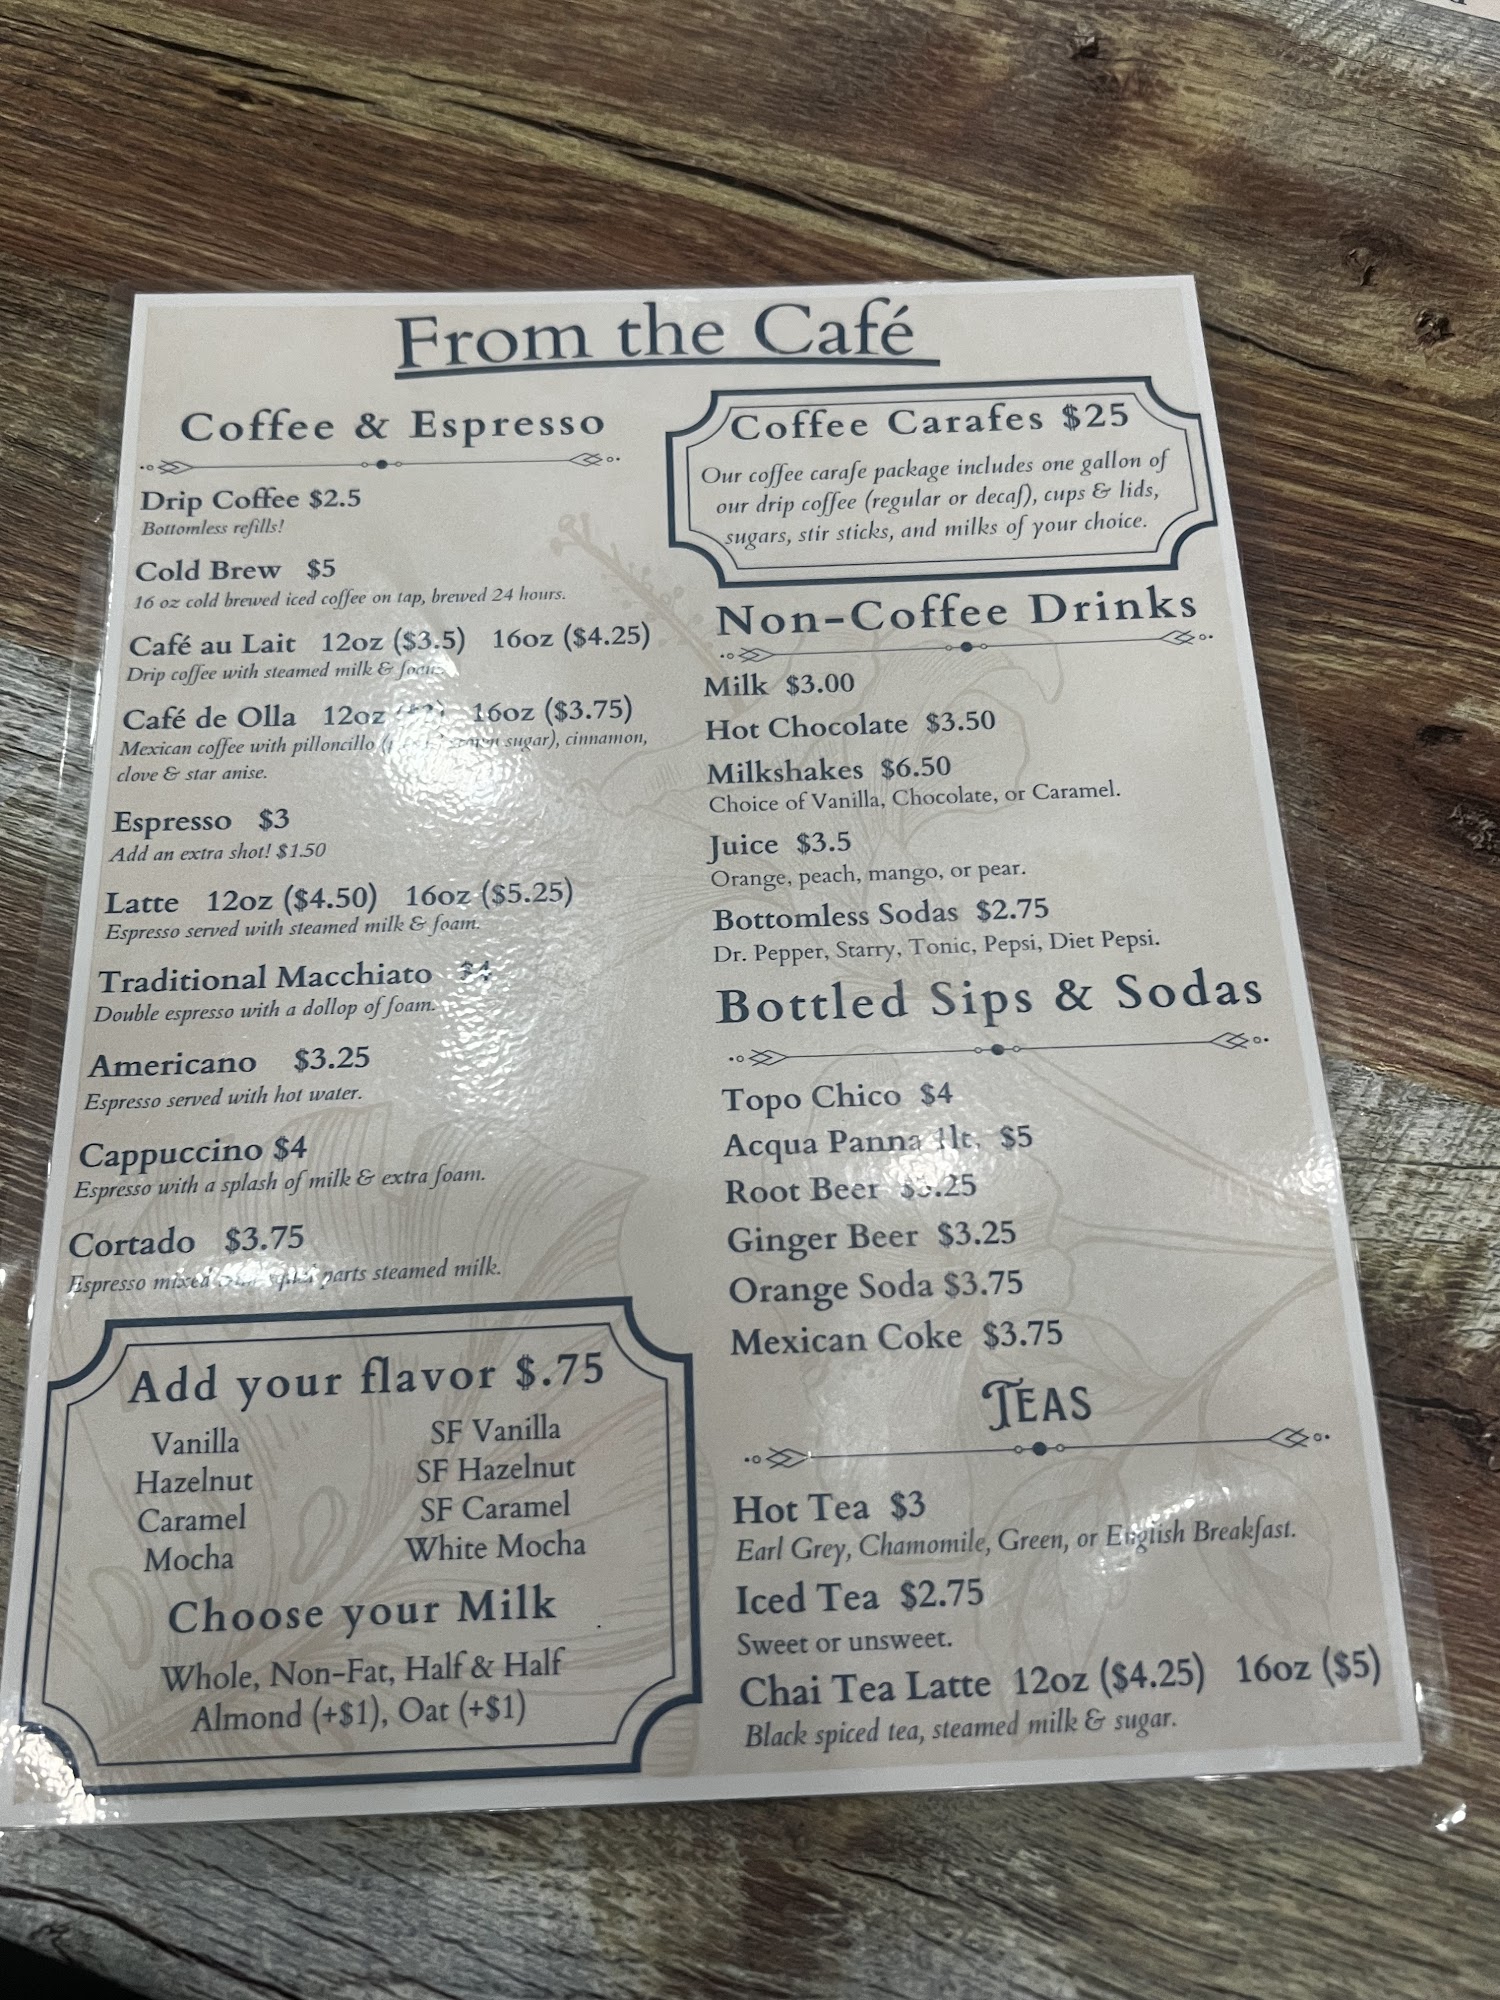 From the Café
Coffee & Espresso
Drip Coffee $2.5
Bottomless refills!
Cold Brew $5
16 oz cold brewed iced coffee on tap, brewed 24 hours.
Café au Lait 12oz ($3.5) 16oz ($4.25)
Drip coffee with steamed milk & foam.
Café de Olla 12oz 16oz ($3.75)
Mexican coffee with pilloncillo sugar), cinnamon,
clove & star anise.
Espresso $3
Add an extra shot! $1.50
Latte 12oz ($4.50) 16oz ($5.25)
Espresso served with steamed milk & foam.
Traditional Macchiato $4
Double espresso with a dollop of foam.
Americano $3.25
Espresso served with hot water.
Cappuccino $4
Espresso with a splash of milk & extra foam.
Cortado $3.75
Espresso mixed parts steamed milk.
Add your flavor $.75
Vanilla
Hazelnut
Caramel
Mocha
SF Vanilla
SF Hazelnut
SF Caramel
White Mocha
Choose your Milk
Whole, Non-Fat, Half & Half
Almond (+$1), Oat (+$1)
Coffee Carafes $25
Our coffee carafe package includes one gallon of
our drip coffee (regular or decaf), cups & lids,
sugars, stir sticks, and milks of your choice.
Non-Coffee Drinks
Milk $3.00
Hot Chocolate $3.50
Milkshakes $6.50
Choice of Vanilla, Chocolate, or Caramel.
Juice $3.5
Orange, peach, mango, or pear.
Bottomless Sodas $2.75
Dr. Pepper, Starry, Tonic, Pepsi, Diet Pepsi.
Bottled Sips & Sodas
Topo Chico $4
Acqua Panna 1lt. $5
Root Beer
Ginger Beer $3.25
Orange Soda $3.75
Mexican Coke $3.75
TEAS
Hot Tea $3
Earl Grey, Chamomile, Green, or English Breakfast.
Iced Tea $2.75
Sweet or unsweet.
Chai Tea Latte 12oz ($4.25) 16oz ($5)
Black spiced tea, steamed milk & sugar.